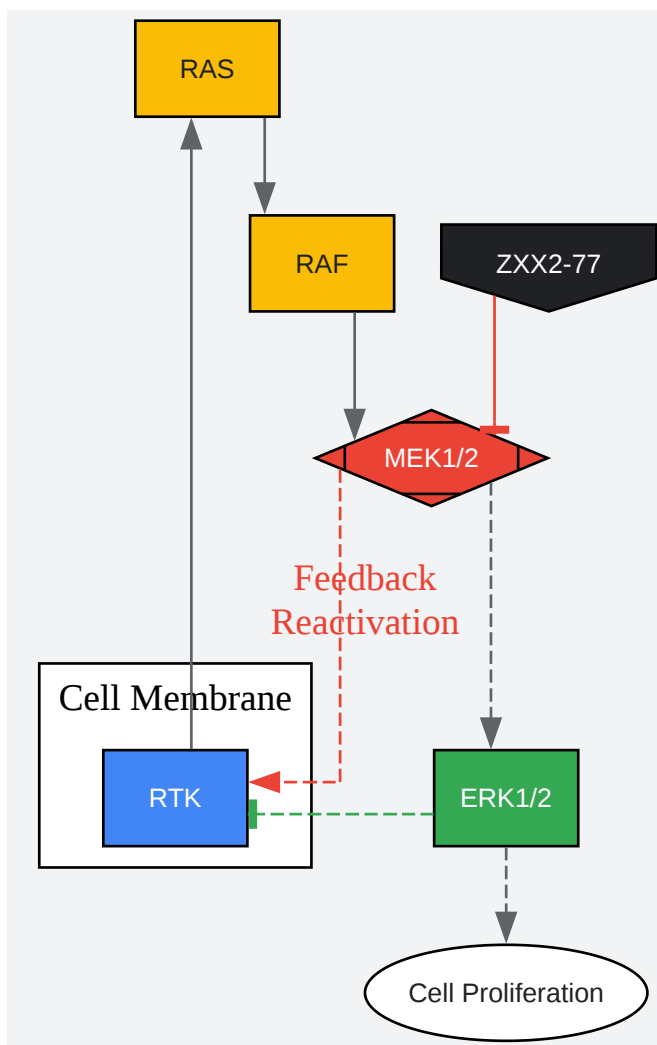 RAS
RAF
ZXX2-77
MEK1/2
Feedback
Reactivation
Cell Membrane
RTK
ERK1/2
Cell Proliferation